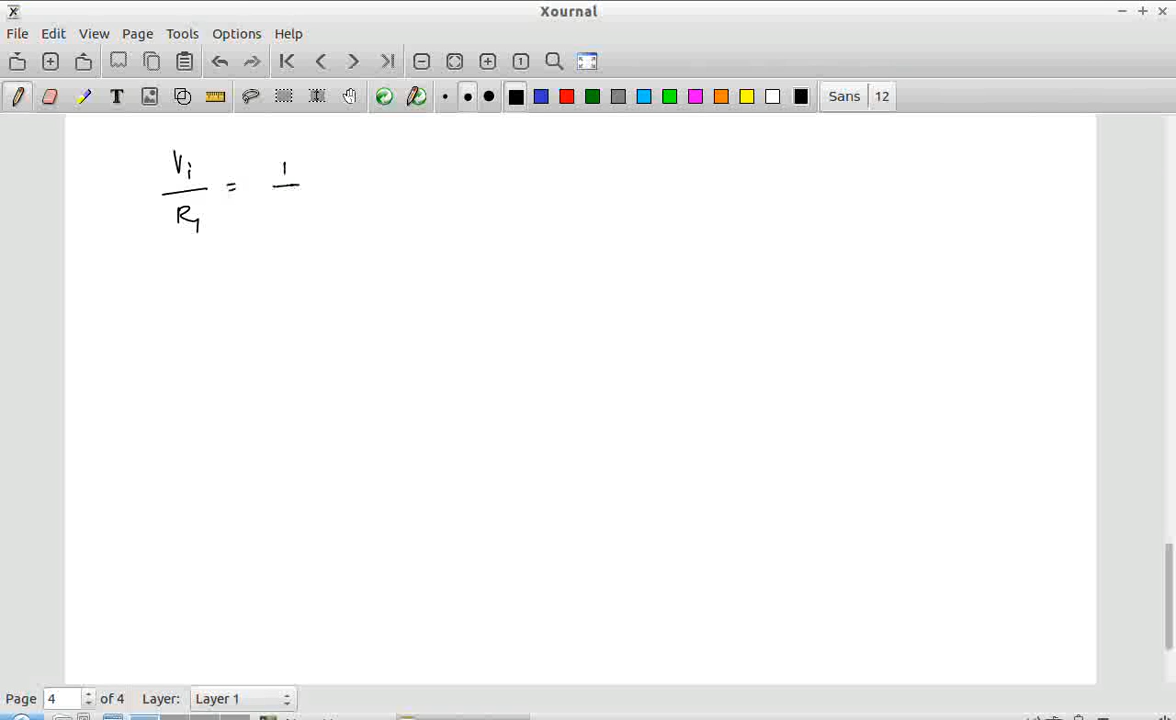 Xournal
File Edit View Page Tools Options Help
Sans 12
Vi / R1 = 1 /
Page 4 of 4 Layer: Layer 1